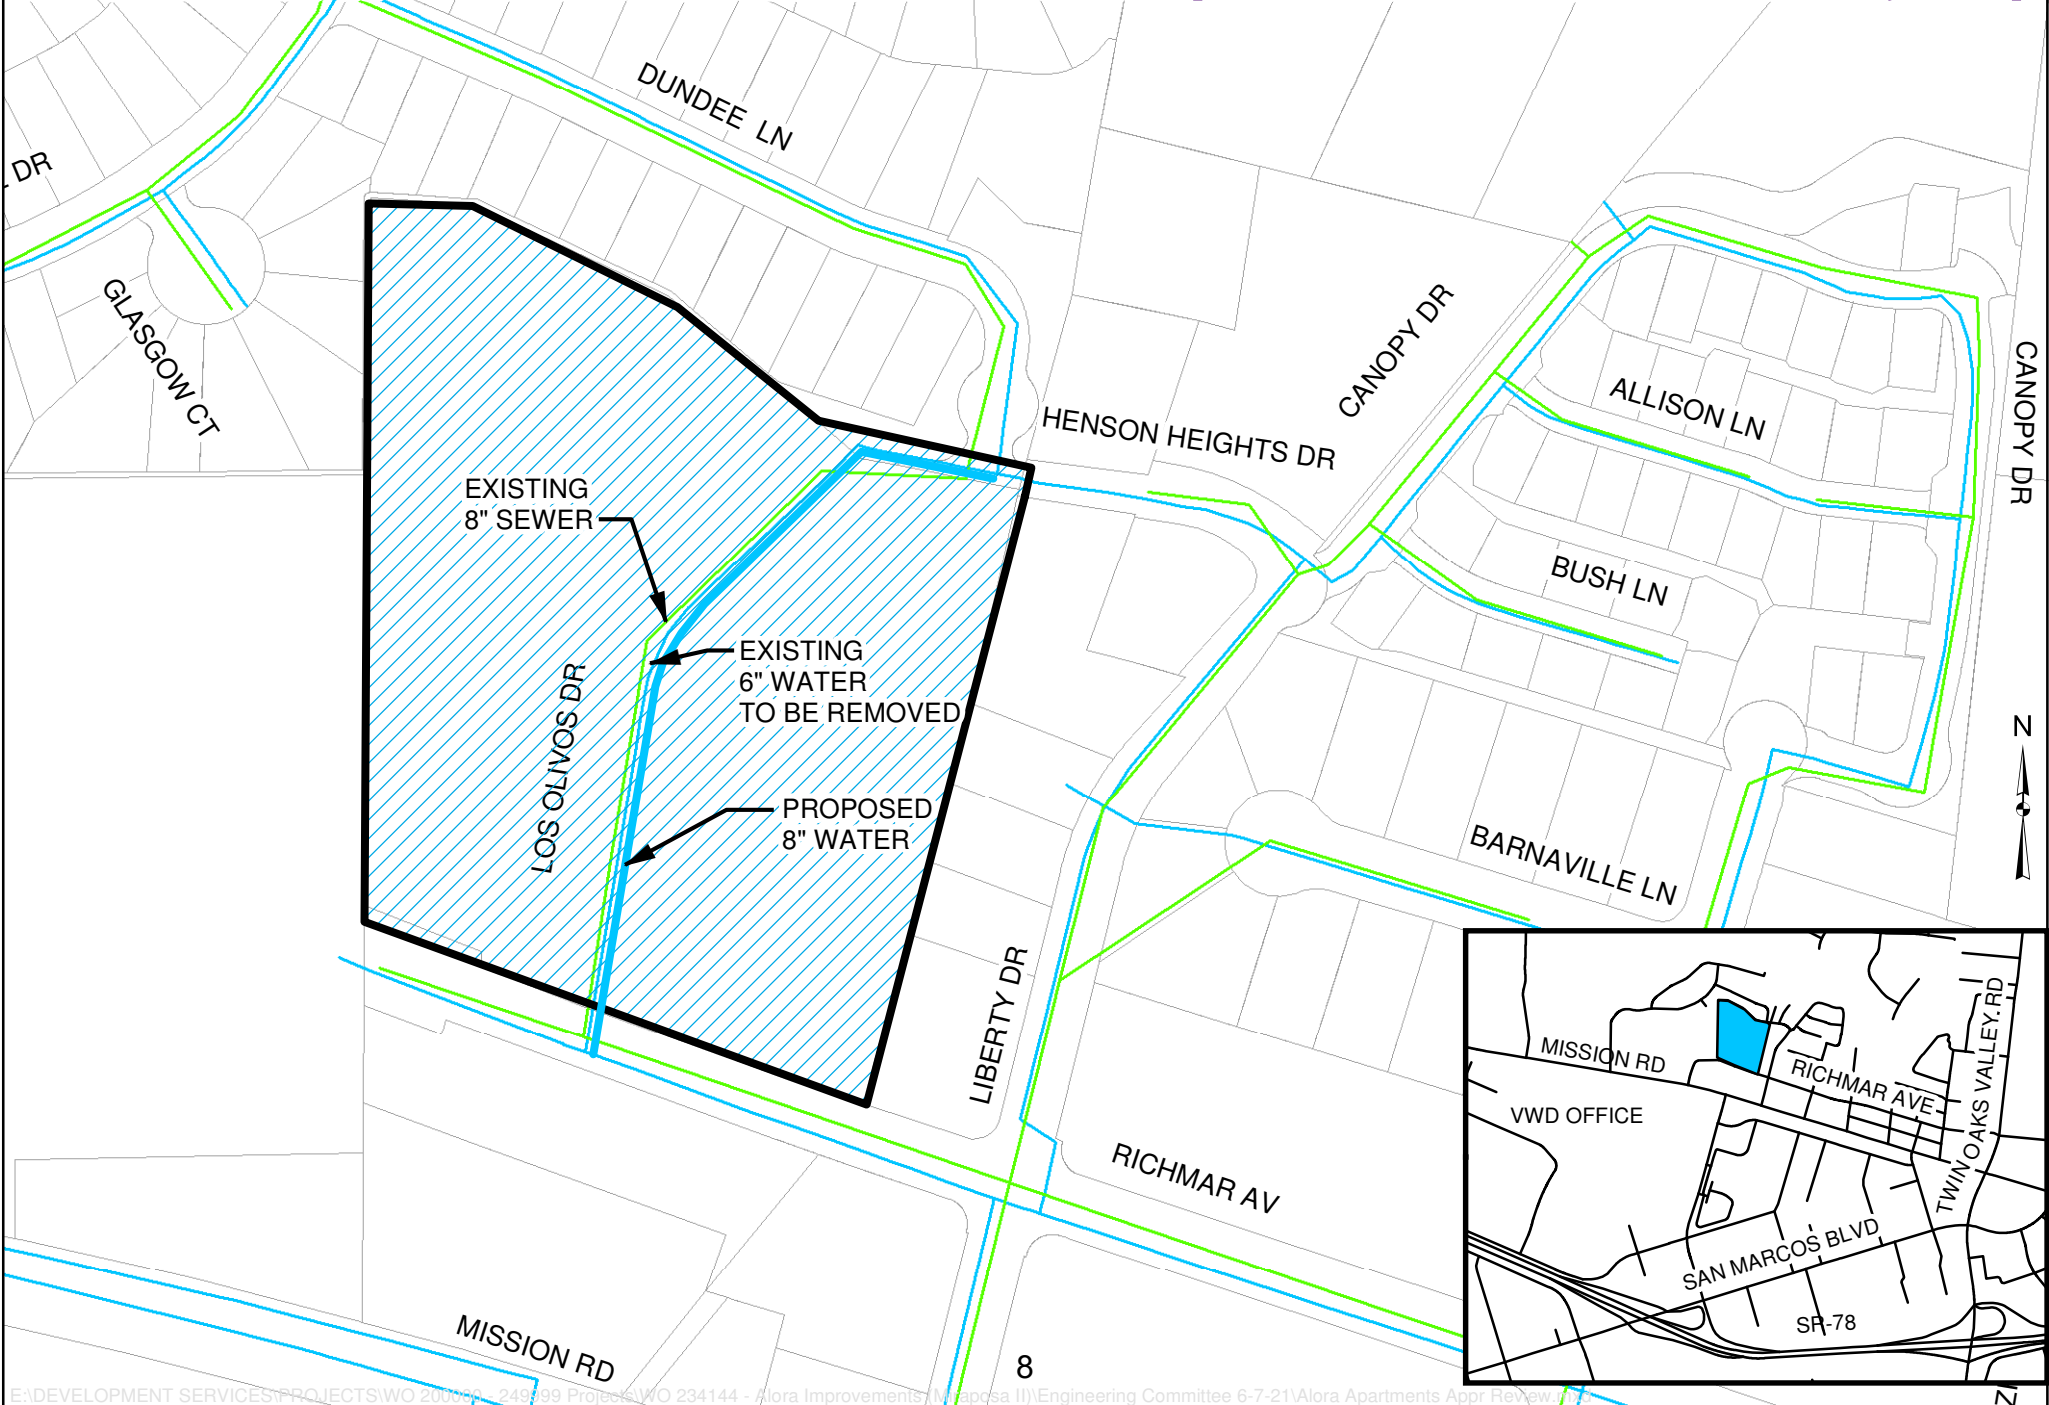 DUNDEE LN
DR
GLASGOW CT
CANOPY DR
CANOPY DR
ALLISON LN
HENSON HEIGHTS DR
EXISTING
8" SEWER
BUSH LN
EXISTING
6" WATER
TO BE REMOVED
LOS OLIVOS DR
N
PROPOSED
8" WATER
BARNAVILLE LN
LIBERTY DR
RICHMAR AV
MISSION RD
RICHMAR AVE
TWIN OAKS VALLEY RD
VWD OFFICE
SAN MARCOS BLVD
SR-78
MISSION RD
8